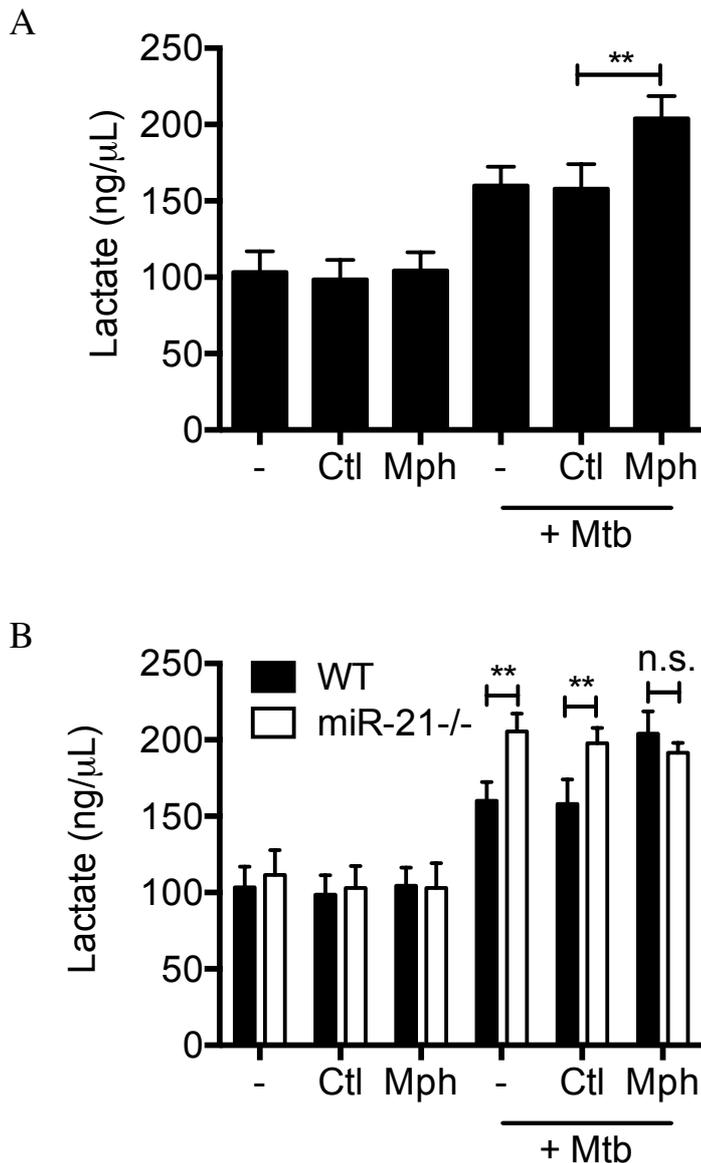 A
Lactate (ng/μL)
250
200
150
100
50
0
**
- Ctl Mph - Ctl Mph
+ Mtb
B
Lactate (ng/μL)
250
200
150
100
50
0
WT
miR-21-/-
** ** n.s.
- Ctl Mph - Ctl Mph
+ Mtb